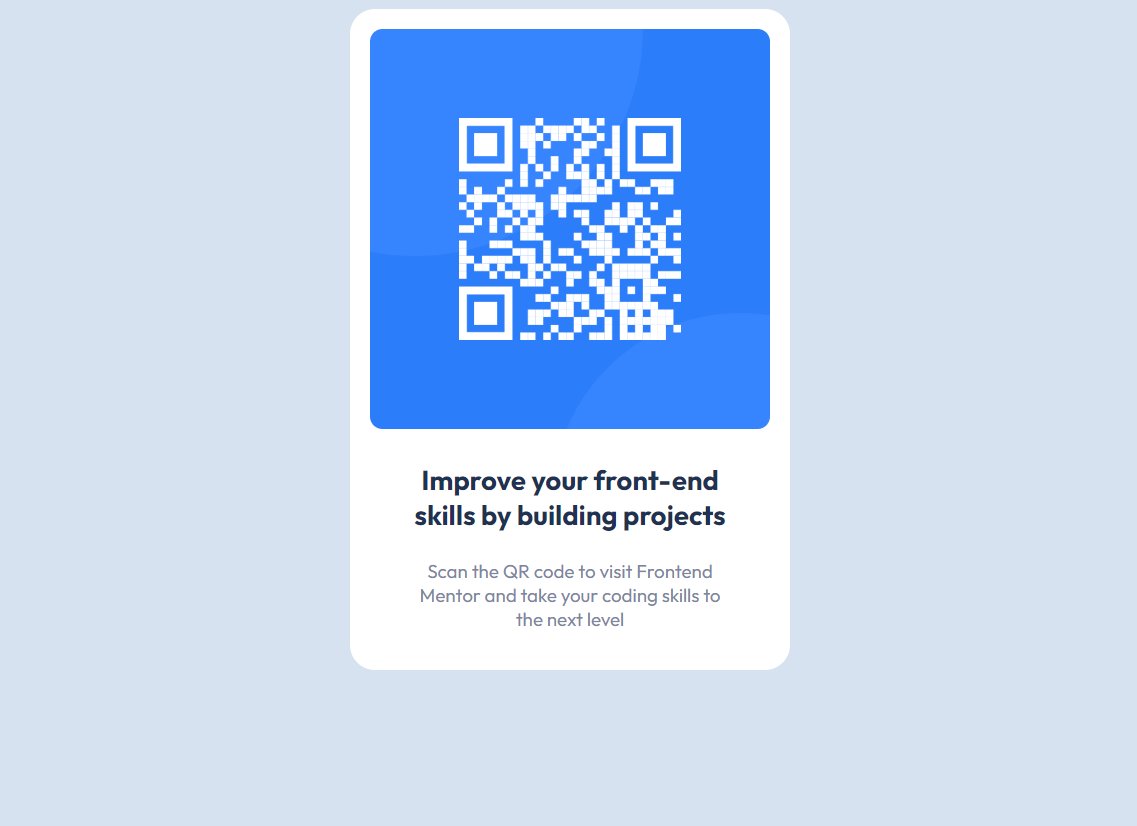 Improve your front-end
skills by building projects
Scan the QR code to visit Frontend
Mentor and take your coding skills to
the next level